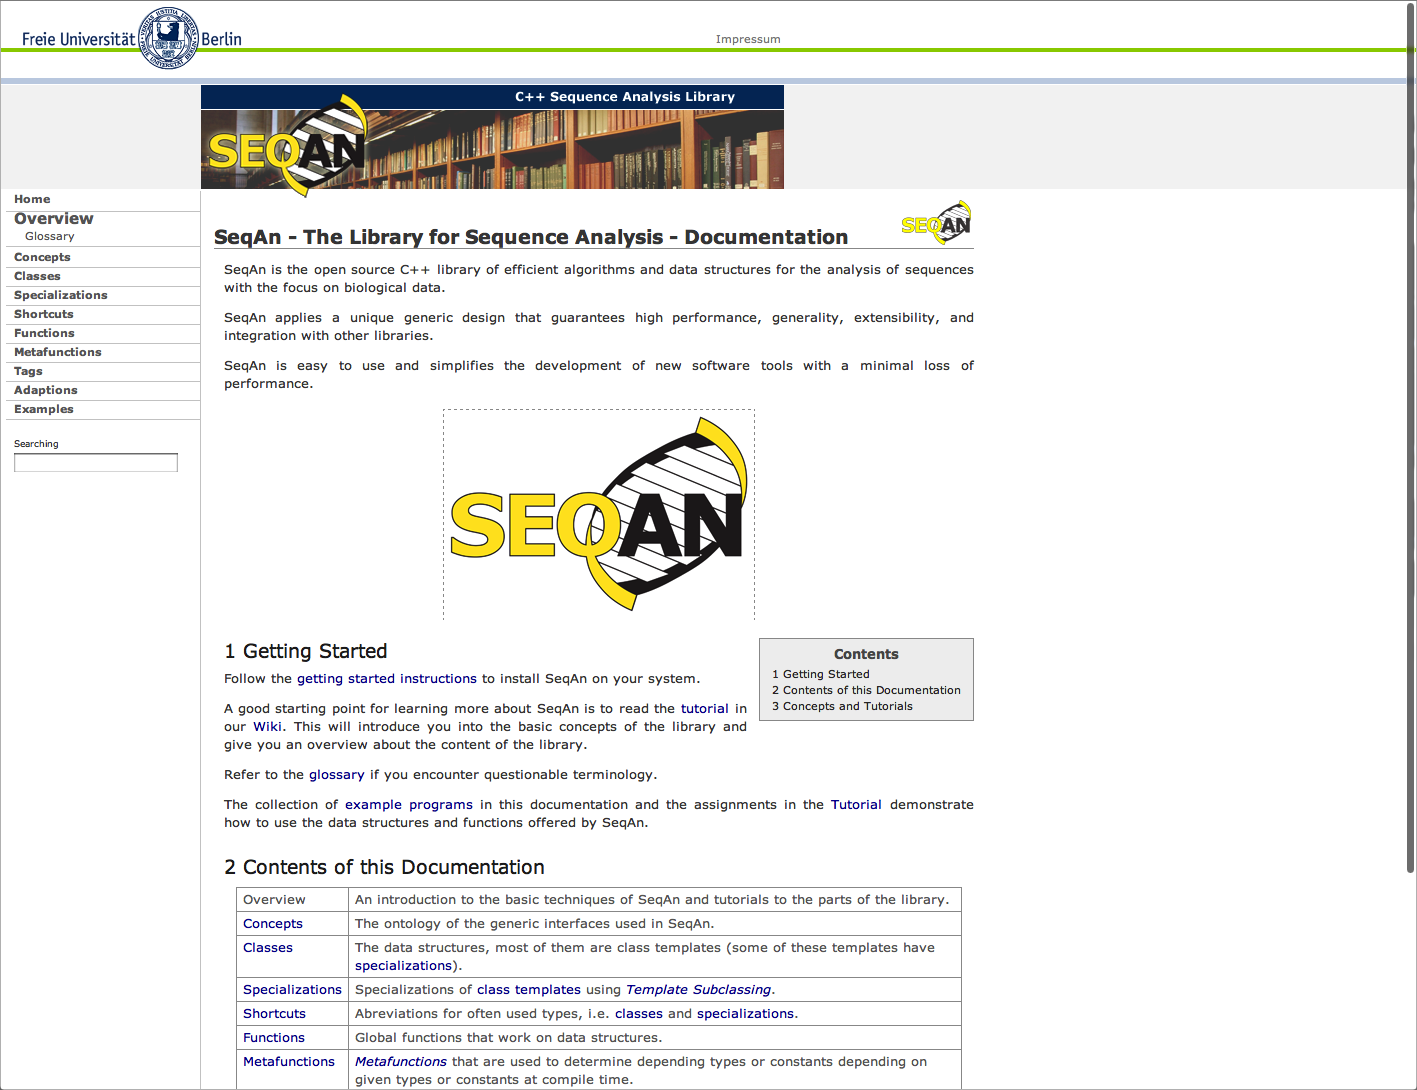 Freie Universität Berlin
Impressum
C++ Sequence Analysis Library
SEQAN
Home
Overview
Glossary
Concepts
Classes
Specializations
Shortcuts
Functions
Metafunctions
Tags
Adaptions
Examples
Searching
SEQAN
SeqAn - The Library for Sequence Analysis - Documentation
SeqAn is the open source C++ library of efficient algorithms and data structures for the analysis of sequences
with the focus on biological data.
SeqAn applies a unique generic design that guarantees high performance, generality, extensibility, and
integration with other libraries.
SeqAn is easy to use and simplifies the development of new software tools with a minimal loss of
performance.
SEQAN
1 Getting Started
Follow the getting started instructions to install SeqAn on your system.
A good starting point for learning more about SeqAn is to read the tutorial in
our Wiki. This will introduce you into the basic concepts of the library and
give you an overview about the content of the library.
Refer to the glossary if you encounter questionable terminology.
The collection of example programs in this documentation and the assignments in the Tutorial demonstrate
how to use the data structures and functions offered by SeqAn.
Contents
1 Getting Started
2 Contents of this Documentation
3 Concepts and Tutorials
2 Contents of this Documentation
Overview An introduction to the basic techniques of SeqAn and tutorials to the parts of the library.
Concepts The ontology of the generic interfaces used in SeqAn.
Classes The data structures, most of them are class templates (some of these templates have
specializations).
Specializations Specializations of class templates using Template Subclassing.
Shortcuts Abreviations for often used types, i.e. classes and specializations.
Functions Global functions that work on data structures.
Metafunctions Metafunctions that are used to determine depending types or constants depending on
given types or constants at compile time.